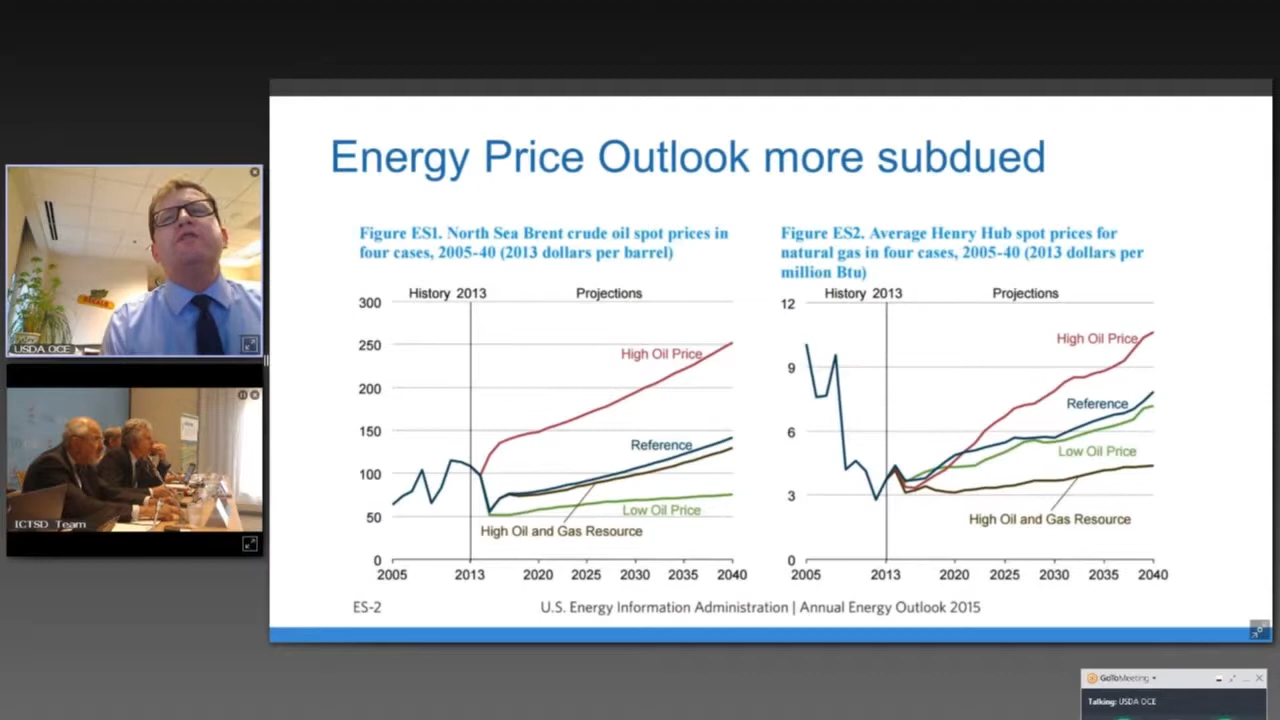 Energy Price Outlook more subdued
Figure ES1. North Sea Brent crude oil spot prices in
four cases, 2005-40 (2013 dollars per barrel)
History 2013 Projections
300
250
200
150
100
50
0
High Oil Price
Reference
Low Oil Price
High Oil and Gas Resource
2005 2013 2020 2025 2030 2035 2040
Figure ES2. Average Henry Hub spot prices for
natural gas in four cases, 2005-40 (2013 dollars per
million Btu)
History 2013 Projections
12
9
6
3
0
High Oil Price
Reference
Low Oil Price
High Oil and Gas Resource
2005 2013 2020 2025 2030 2035 2040
ES-2 U.S. Energy Information Administration | Annual Energy Outlook 2015
USDA OCE
ICTSD Team
GoToMeeting
Talking: USDA OCE